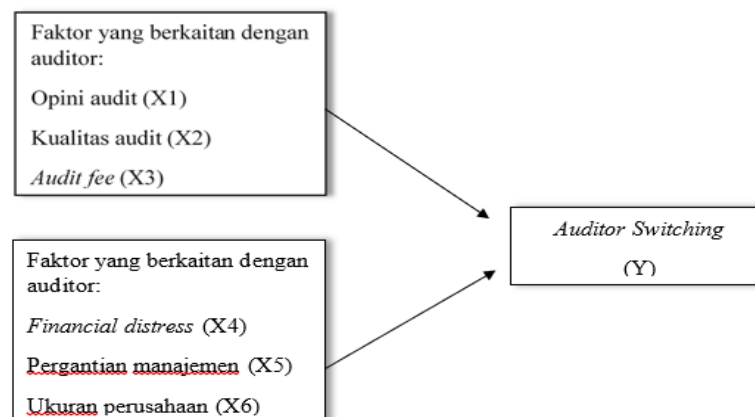 Faktor yang berkaitan dengan
auditor:
Opini audit (X1)
Kualitas audit (X2)
Audit fee (X3)
Faktor yang berkaitan dengan
auditor:
Financial distress (X4)
Pergantian manajemen (X5)
Ukuran perusahaan (X6)
Auditor Switching
(Y)